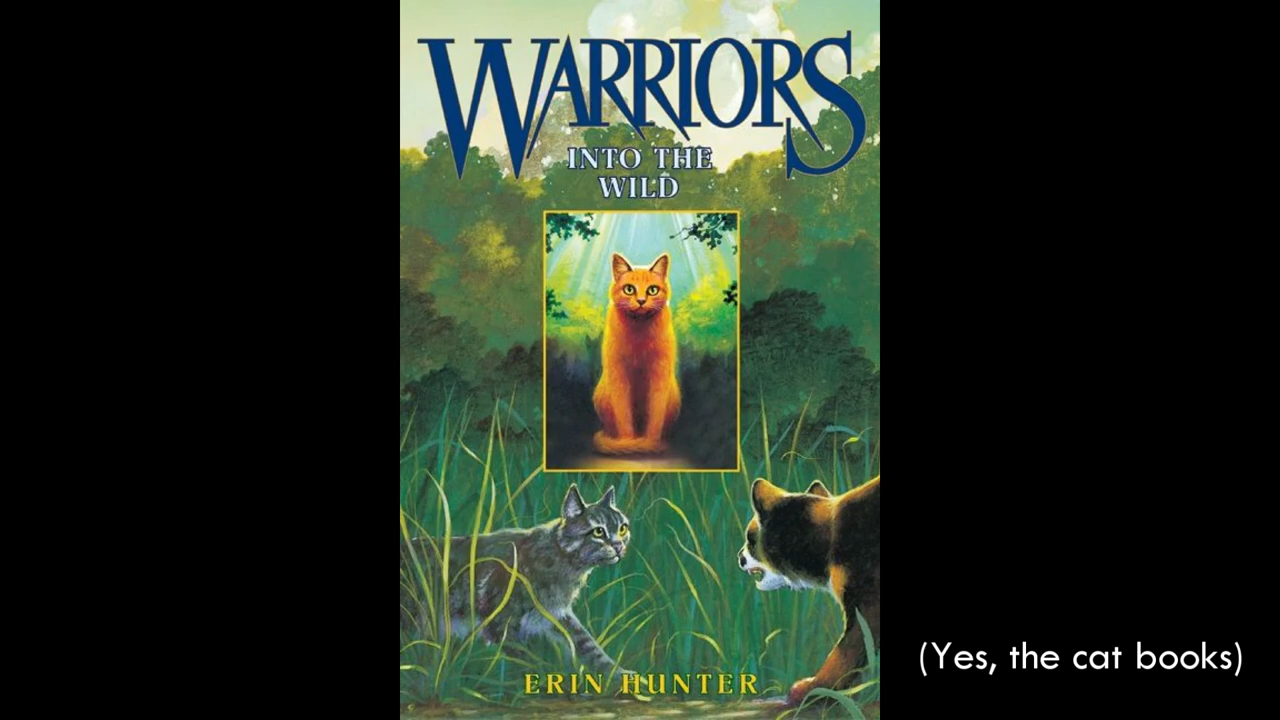 WARRIORS
INTO THE
WILD
ERIN HUNTER
(Yes, the cat books)